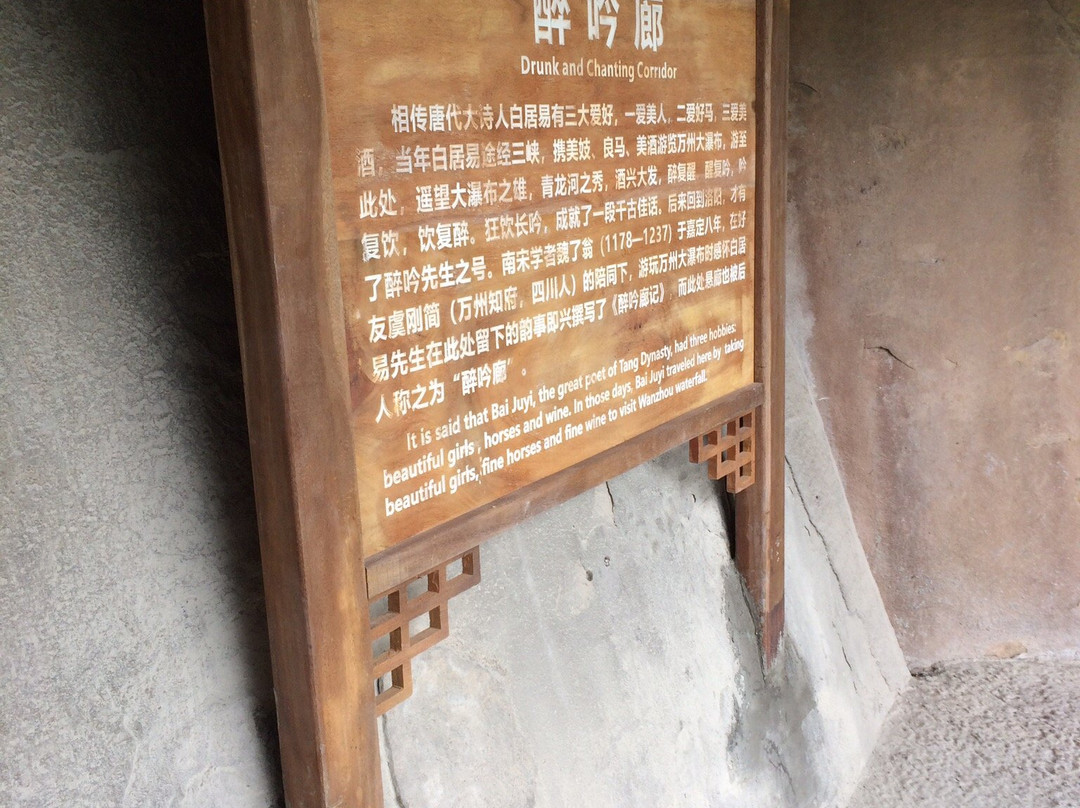 醉吟廊
Drunk and Chanting Corridor
相传唐代大诗人白居易有三大爱好，一爱美人，二爱好马，三爱美
酒，当年白居易途经三峡，携美妓、良马、美酒游览万州大瀑布，游至
此处，遥望大瀑布之雄，青龙河之秀，酒兴大发，醉复醒，醒复吟，吟
复饮，饮复醉。狂饮长吟，成就了一段千古佳话。后来回到洛阳，才有
了醉吟先生之号。南宋学者魏了翁（1178—1237）于嘉定八年，在好
友虞刚简（万州知府，四川人）的陪同下，游玩万州大瀑布时感怀白居
易先生在此处留下的韵事即兴撰写了《醉吟廊记》，而此处悬廊也被后
人称之为“醉吟廊”。
It is said that Bai Juyi, the great poet of Tang Dynasty, had three hobbies:
beautiful girls , horses and wine. In those days, Bai Juyi traveled here by taking
beautiful girls, fine horses and fine wine to visit Wanzhou waterfall.